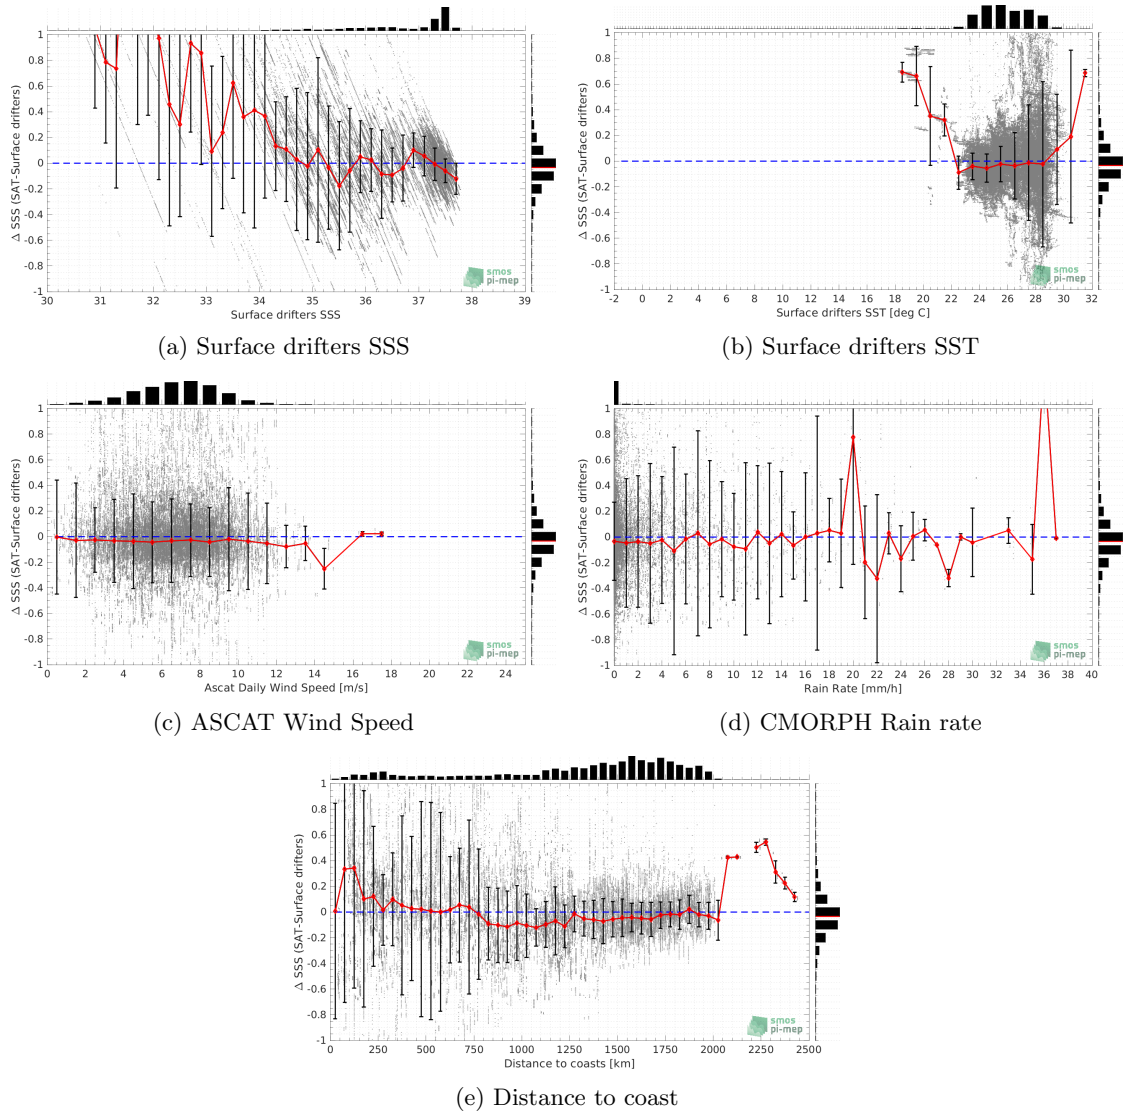 Δ SSS (SAT-Surface drifters)
1
0.8
0.6
0.4
0.2
0
-0.2
-0.4
-0.6
-0.8
-1
30 31 32 33 34 35 36 37 38 39
Surface drifters SSS
smos
pi-mep
(a) Surface drifters SSS
Δ SSS (SAT-Surface drifters)
1
0.8
0.6
0.4
0.2
0
-0.2
-0.4
-0.6
-0.8
-1
-2 0 2 4 6 8 10 12 14 16 18 20 22 24 26 28 30 32
Surface drifters SST [deg C]
smos
pi-mep
(b) Surface drifters SST
Δ SSS (SAT-Surface drifters)
1
0.8
0.6
0.4
0.2
0
-0.2
-0.4
-0.6
-0.8
-1
0 2 4 6 8 10 12 14 16 18 20 22 24
Ascat Daily Wind Speed [m/s]
smos
pi-mep
(c) ASCAT Wind Speed
Δ SSS (SAT-Surface drifters)
1
0.8
0.6
0.4
0.2
0
-0.2
-0.4
-0.6
-0.8
-1
0 2 4 6 8 10 12 14 16 18 20 22 24 26 28 30 32 34 36 38 40
Rain Rate [mm/h]
smos
pi-mep
(d) CMORPH Rain rate
Δ SSS (SAT-Surface drifters)
1
0.8
0.6
0.4
0.2
0
-0.2
-0.4
-0.6
-0.8
-1
0 250 500 750 1000 1250 1500 1750 2000 2250 2500
Distance to coasts [km]
smos
pi-mep
(e) Distance to coast